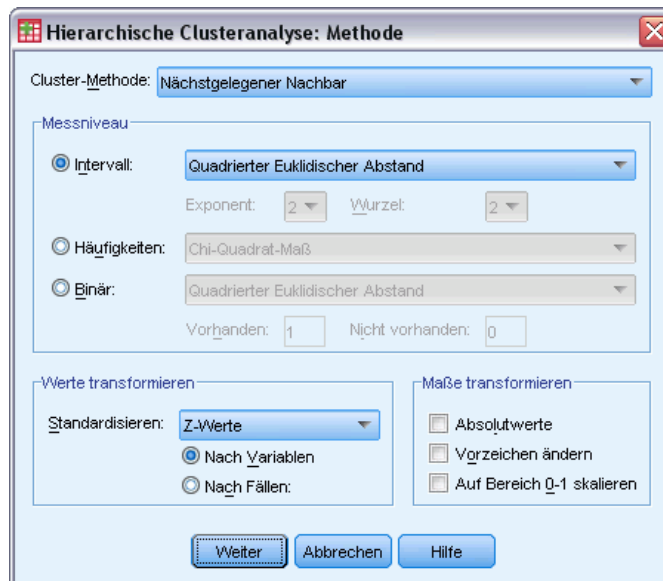 Hierarchische Clusteranalyse: Methode
Cluster-Methode: Nächstgelegener Nachbar
Messniveau
Intervall: Quadrierter Euklidischer Abstand
Exponent: 2 Wurzel: 2
Häufigkeiten: Chi-Quadrat-Maß
Binär: Quadrierter Euklidischer Abstand
Vorhanden: 1 Nicht vorhanden: 0
Werte transformieren
Standardisieren: Z-Werte
Nach Variablen
Nach Fällen:
Maße transformieren
Absolutwerte
Vorzeichen ändern
Auf Bereich 0-1 skalieren
Weiter Abbrechen Hilfe